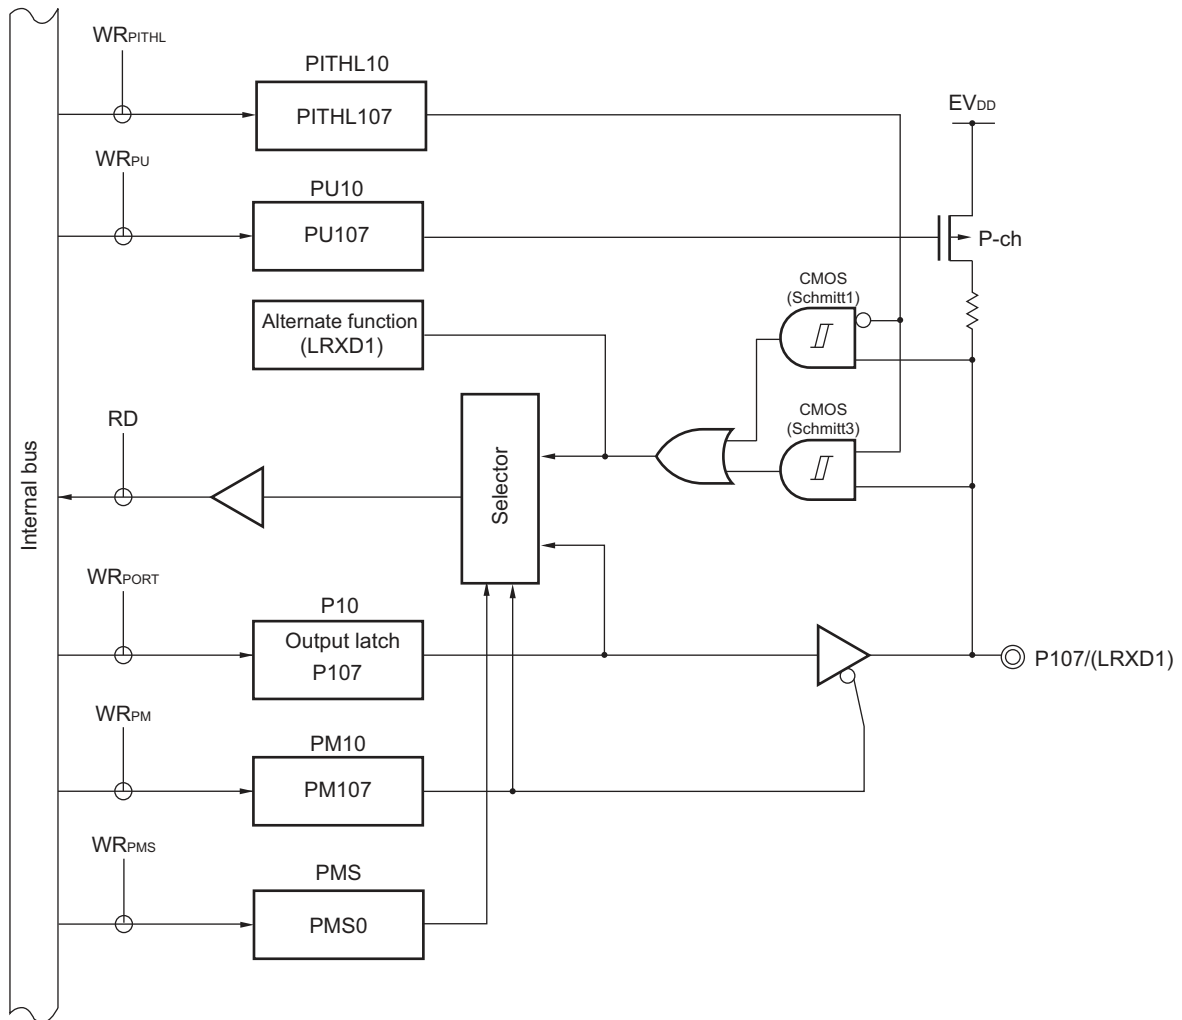 WRPITHL
PITHL10
PITHL107
EVDD
WRPU
PU10
PU107
P-ch
CMOS
(Schmitt1)
Alternate function
(LRXD1)
RD
CMOS
(Schmitt3)
Selector
Internal bus
WRPORT
P10
Output latch
P107
P107/(LRXD1)
WRPM
PM10
PM107
WRPMS
PMS
PMS0